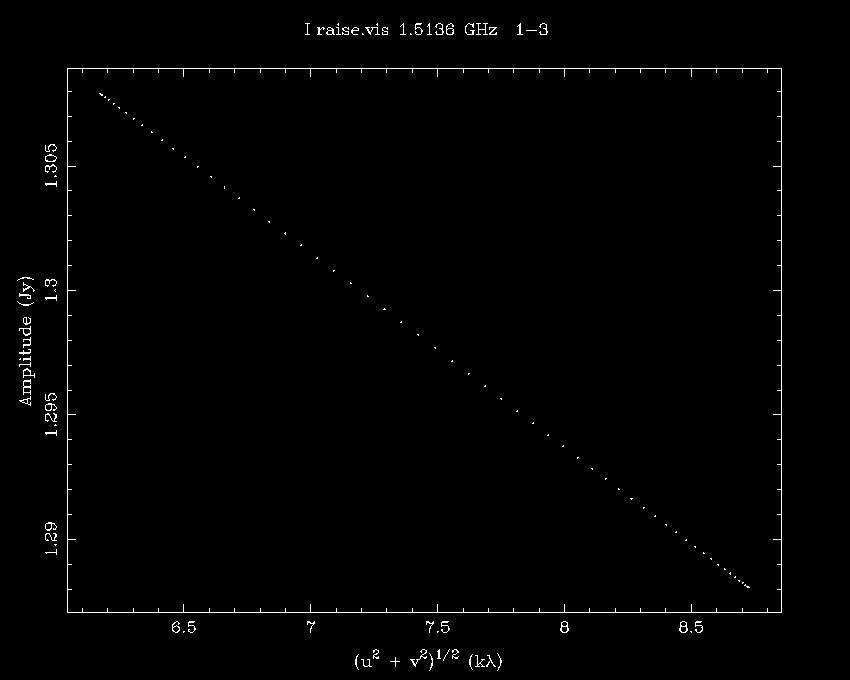 I raise.vis 1.5136 GHz 1-3
1.305
1.3
1.295
1.29
Amplitude (Jy)
6.5 7 7.5 8 8.5
(u² + v²)^1/2 (kλ)